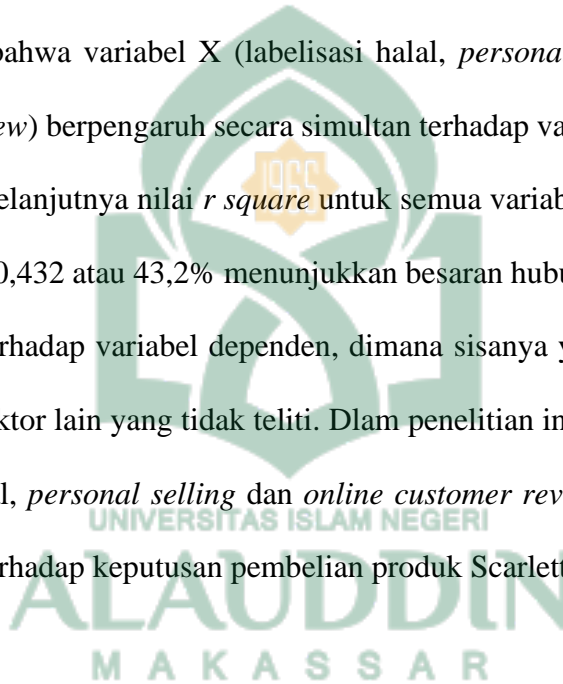 bahwa variabel X (labelisasi halal, persona
ew) berpengaruh secara simultan terhadap va
elanjutnya nilai r square untuk semua variab
1965
0,432 atau 43,2% menunjukkan besaran hubu
rhadap variabel dependen, dimana sisanya y
ktor lain yang tidak teliti. Dlam penelitian in
l, personal selling dan online customer rev
UNIVERSITAS ISLAM NEGERI
rhadap keputusan pembelian produk Scarlett
ALAUDDIN
MAKASSAR